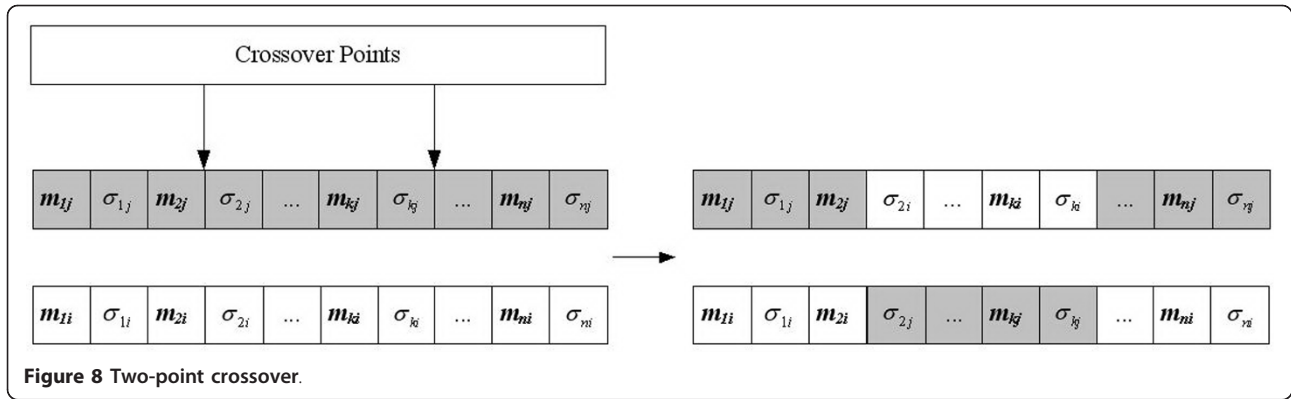 Crossover Points
m1j σ1j m2j σ2j ... mkj σkj ... mnj σnj
m1j σ1j m2j σ2i ... mki σki ... mnj σnj
m1i σ1i m2i σ2i ... mki σki ... mni σni
m1i σ1i m2i σ2j ... mkj σkj ... mni σni
Figure 8 Two-point crossover.